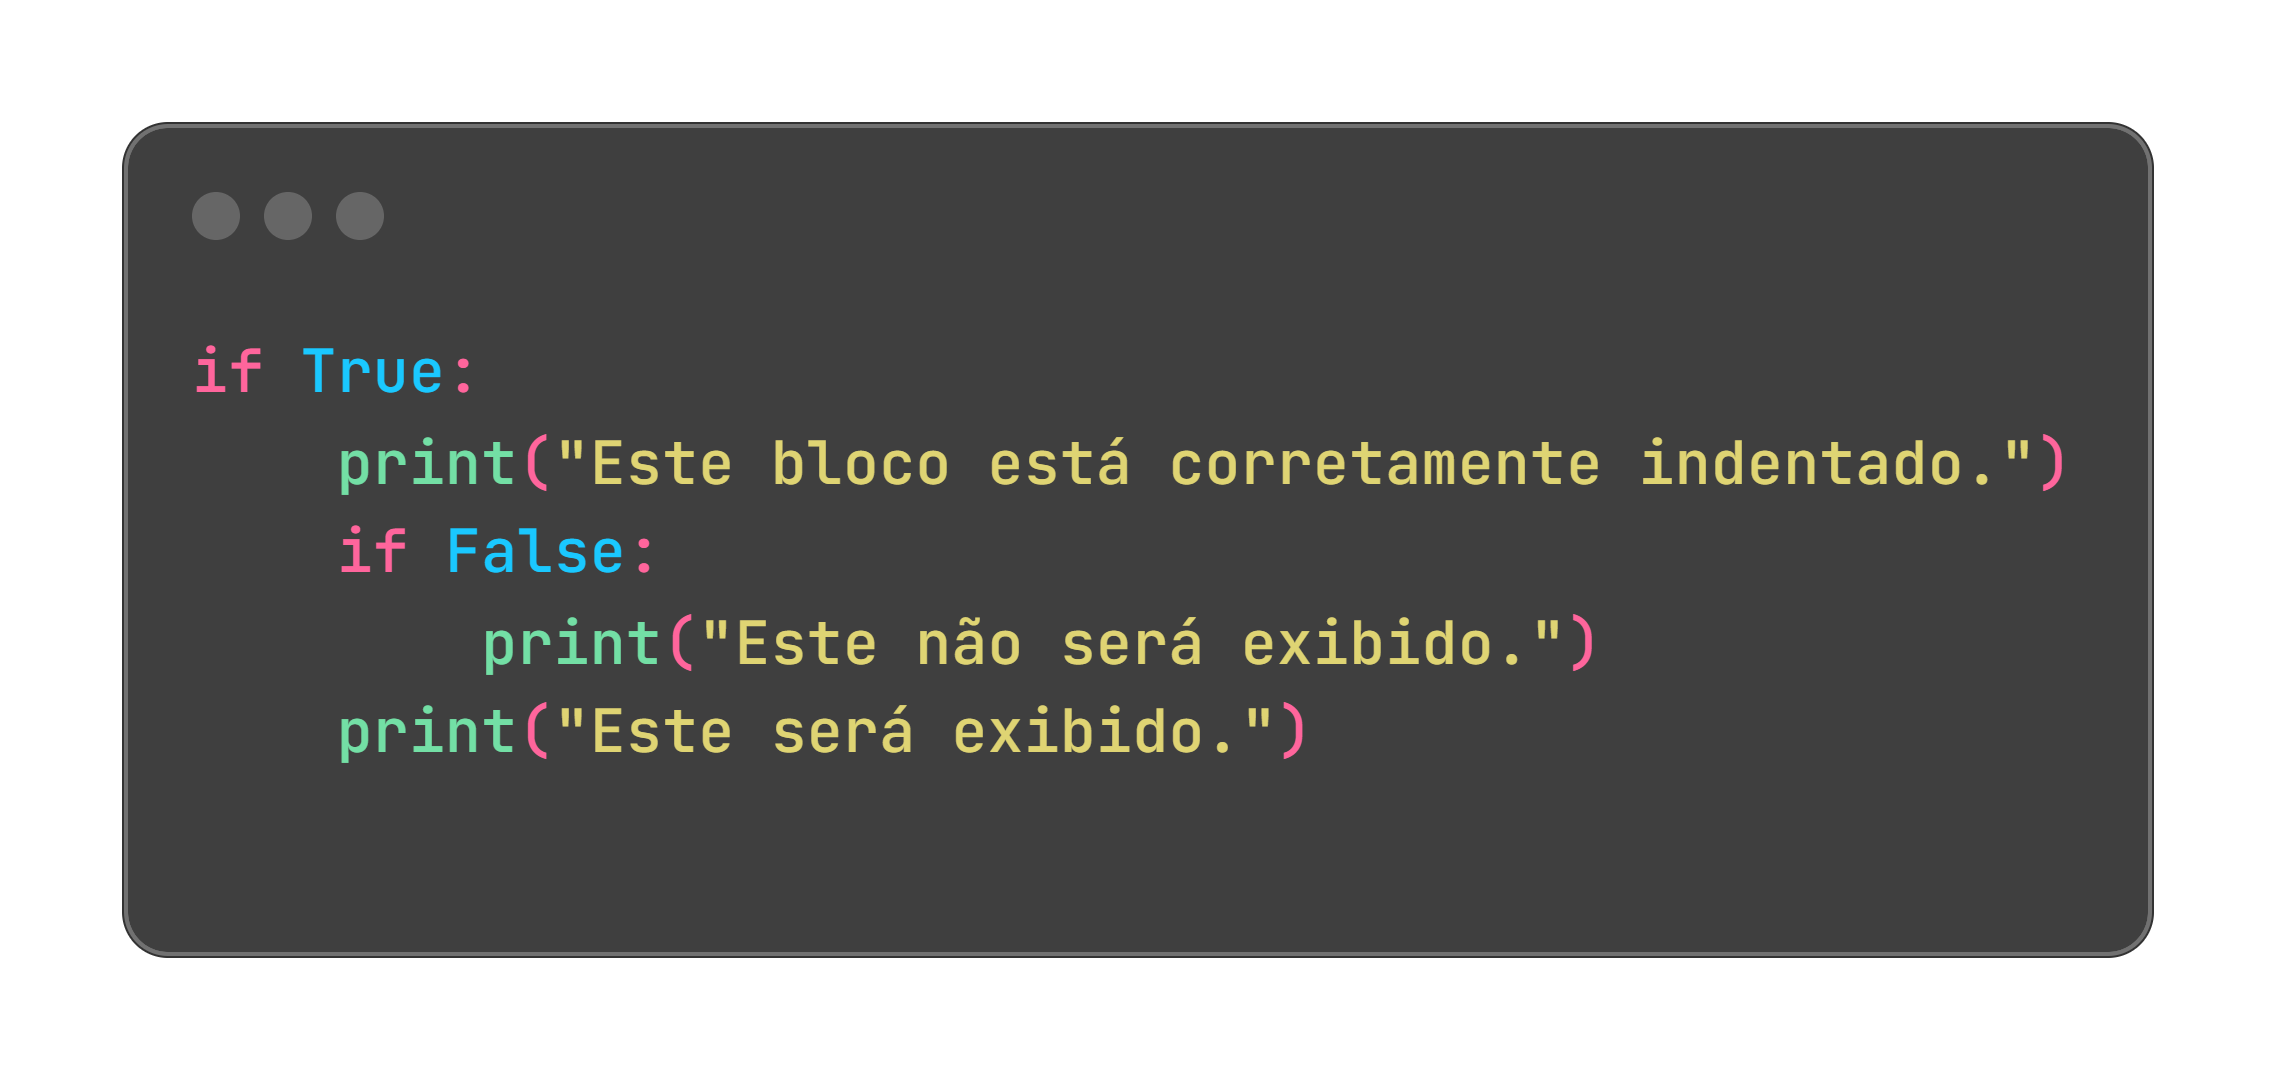 if True:
    print("Este bloco está corretamente indentado.")
    if False:
        print("Este não será exibido.")
    print("Este será exibido.")